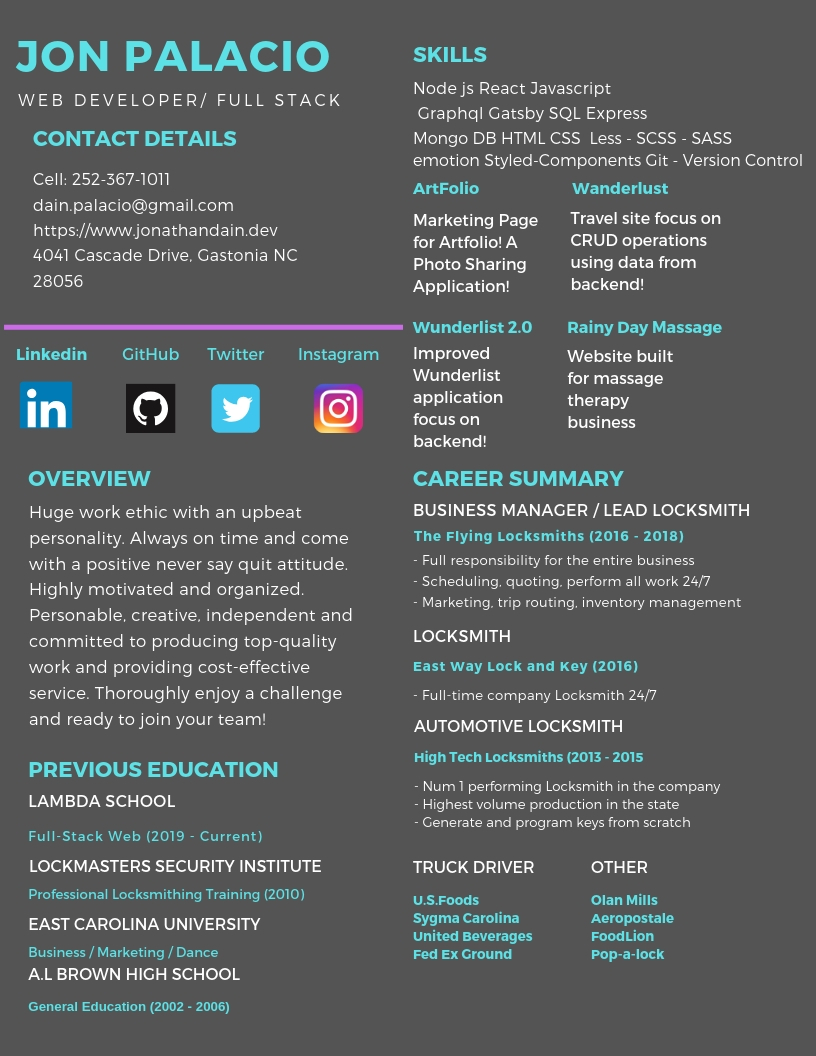 JON PALACIO
WEB DEVELOPER/ FULL STACK
CONTACT DETAILS
Cell: 252-367-1011
dain.palacio@gmail.com
https://www.jonathandain.dev
4041 Cascade Drive, Gastonia NC
28056
Linkedin GitHub Twitter Instagram
in
OVERVIEW
Huge work ethic with an upbeat
personality. Always on time and come
with a positive never say quit attitude.
Highly motivated and organized.
Personable, creative, independent and
committed to producing top-quality
work and providing cost-effective
service. Thoroughly enjoy a challenge
and ready to join your team!
PREVIOUS EDUCATION
LAMBDA SCHOOL
Full-Stack Web (2019 - Current)
LOCKMASTERS SECURITY INSTITUTE
Professional Locksmithing Training (2010)
EAST CAROLINA UNIVERSITY
Business / Marketing / Dance
A.L BROWN HIGH SCHOOL
General Education (2002 - 2006)
SKILLS
Node js React Javascript
Graphql Gatsby SQL Express
Mongo DB HTML CSS Less - SCSS - SASS
emotion Styled-Components Git - Version Control
ArtFolio
Marketing Page
for Artfolio! A
Photo Sharing
Application!
Wanderlust
Travel site focus on
CRUD operations
using data from
backend!
Wunderlist 2.0
Improved
Wunderlist
application
focus on
backend!
Rainy Day Massage
Website built
for massage
therapy
business
CAREER SUMMARY
BUSINESS MANAGER / LEAD LOCKSMITH
The Flying Locksmiths (2016 - 2018)
- Full responsibility for the entire business
- Scheduling, quoting, perform all work 24/7
- Marketing, trip routing, inventory management
LOCKSMITH
East Way Lock and Key (2016)
- Full-time company Locksmith 24/7
AUTOMOTIVE LOCKSMITH
High Tech Locksmiths (2013 - 2015
- Num 1 performing Locksmith in the company
- Highest volume production in the state
- Generate and program keys from scratch
TRUCK DRIVER
U.S.Foods
Sygma Carolina
United Beverages
Fed Ex Ground
OTHER
Olan Mills
Aeropostale
FoodLion
Pop-a-lock